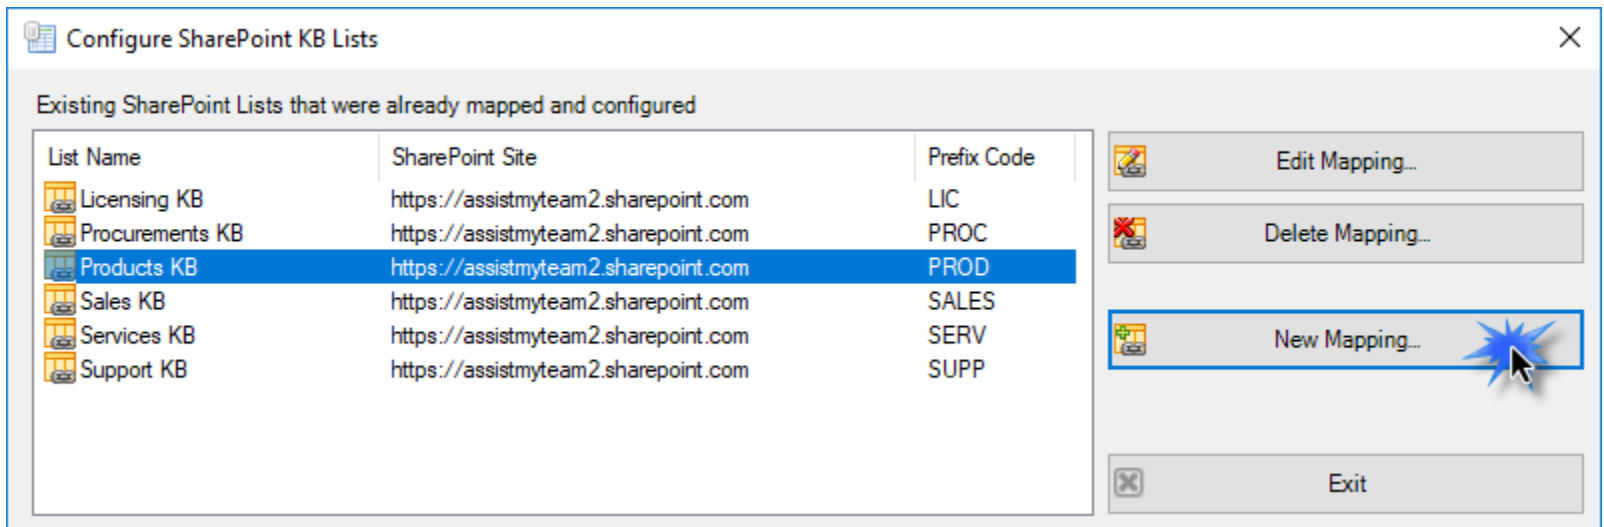 Configure SharePoint KB Lists
Existing SharePoint Lists that were already mapped and configured
List Name SharePoint Site Prefix Code
Licensing KB https://assistmyteam2.sharepoint.com LIC
Procurements KB https://assistmyteam2.sharepoint.com PROC
Products KB https://assistmyteam2.sharepoint.com PROD
Sales KB https://assistmyteam2.sharepoint.com SALES
Services KB https://assistmyteam2.sharepoint.com SERV
Support KB https://assistmyteam2.sharepoint.com SUPP
Edit Mapping...
Delete Mapping...
New Mapping...
Exit